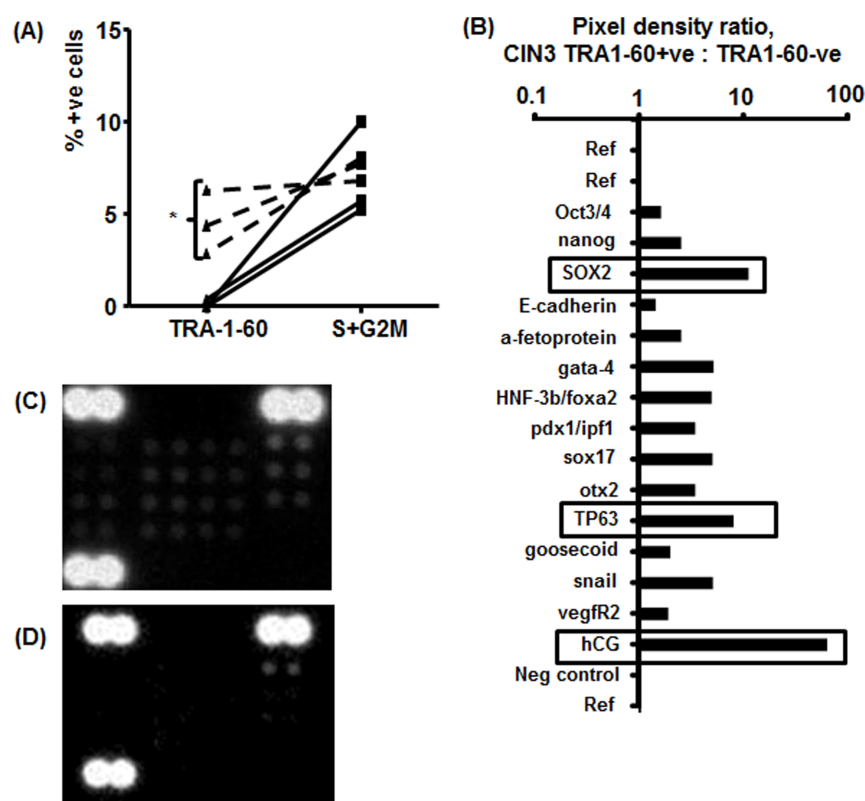 (A)
% +ve cells
15
10
5
0
*
TRA-1-60 S+G2M
(B)
Pixel density ratio,
CIN3 TRA1-60+ve : TRA1-60-ve
0.1 1 10 100
Ref
Ref
Oct3/4
nanog
SOX2
E-cadherin
a-fetoprotein
gata-4
HNF-3b/foxa2
pdx1/ipf1
sox17
otx2
TP63
goosecoid
snail
vegfR2
hCG
Neg control
Ref
(C)
(D)